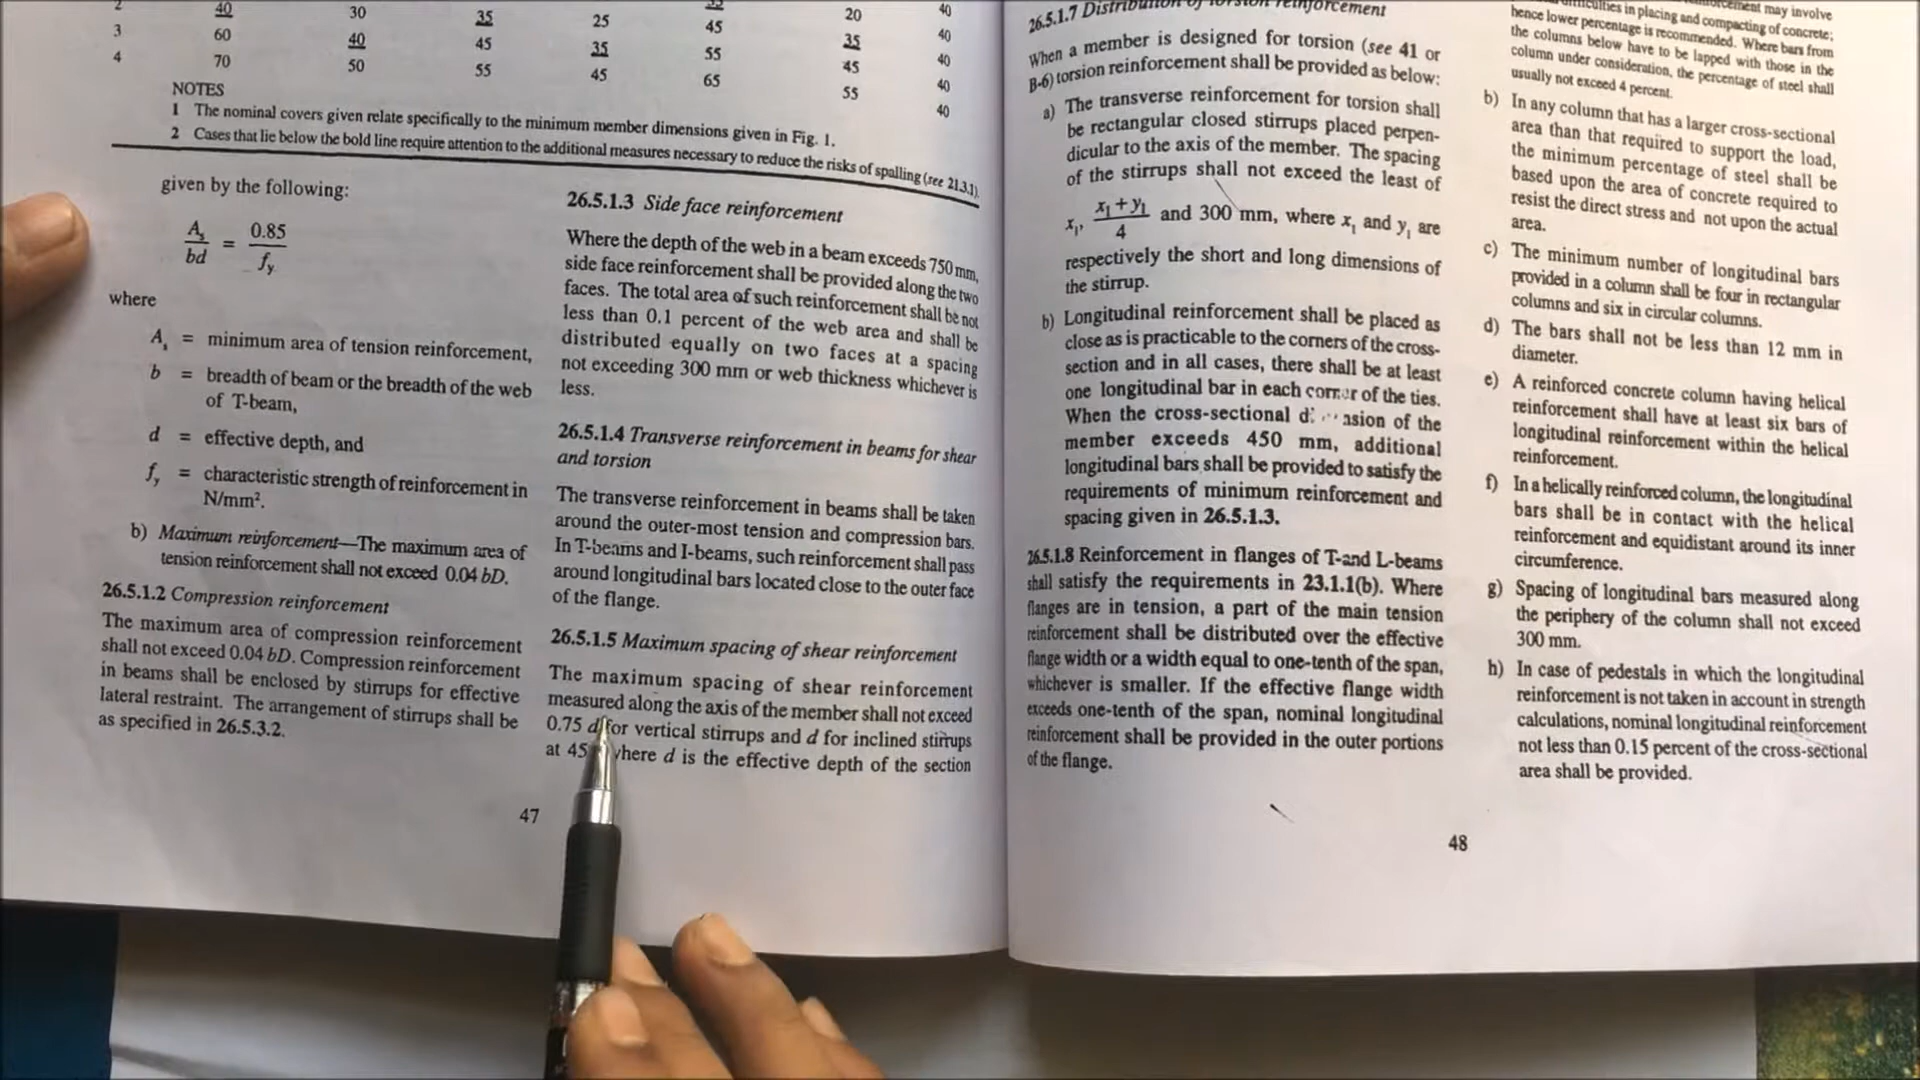 2 40 30 35 25 45 20 40
3 60 40 45 35 55 35 40
4 70 50 55 45 65 45 40
55 40
40
NOTES
1 The nominal covers given relate specifically to the minimum member dimensions given in Fig. 1.
2 Cases that lie below the bold line require attention to the additional measures necessary to reduce the risks of spalling (see 21.3.1).
given by the following:
As/bd = 0.85/fy
where
As = minimum area of tension reinforcement,
b = breadth of beam or the breadth of the web
of T-beam,
d = effective depth, and
fy = characteristic strength of reinforcement in
N/mm².
b) Maximum reinforcement—The maximum area of
tension reinforcement shall not exceed 0.04 bD.
26.5.1.2 Compression reinforcement
The maximum area of compression reinforcement
shall not exceed 0.04 bD. Compression reinforcement
in beams shall be enclosed by stirrups for effective
lateral restraint. The arrangement of stirrups shall be
as specified in 26.5.3.2.
26.5.1.3 Side face reinforcement
Where the depth of the web in a beam exceeds 750 mm,
side face reinforcement shall be provided along the two
faces. The total area of such reinforcement shall be not
less than 0.1 percent of the web area and shall be
distributed equally on two faces at a spacing
not exceeding 300 mm or web thickness whichever is
less.
26.5.1.4 Transverse reinforcement in beams for shear
and torsion
The transverse reinforcement in beams shall be taken
around the outer-most tension and compression bars.
In T-beams and I-beams, such reinforcement shall pass
around longitudinal bars located close to the outer face
of the flange.
26.5.1.5 Maximum spacing of shear reinforcement
The maximum spacing of shear reinforcement
measured along the axis of the member shall not exceed
0.75 d for vertical stirrups and d for inclined stirrups
at 45 where d is the effective depth of the section
47
26.5.1.7 Distribution of torsion reinforcement
When a member is designed for torsion (see 41 or
B-6) torsion reinforcement shall be provided as below:
a) The transverse reinforcement for torsion shall
be rectangular closed stirrups placed perpen-
dicular to the axis of the member. The spacing
of the stirrups shall not exceed the least of
x1, (x1 + y1)/4 and 300 mm, where x1 and y1 are
respectively the short and long dimensions of
the stirrup.
b) Longitudinal reinforcement shall be placed as
close as is practicable to the corners of the cross-
section and in all cases, there shall be at least
one longitudinal bar in each corner of the ties.
When the cross-sectional dimension of the
member exceeds 450 mm, additional
longitudinal bars shall be provided to satisfy the
requirements of minimum reinforcement and
spacing given in 26.5.1.3.
26.5.1.8 Reinforcement in flanges of T-and L-beams
shall satisfy the requirements in 23.1.1(b). Where
flanges are in tension, a part of the main tension
reinforcement shall be distributed over the effective
flange width or a width equal to one-tenth of the span,
whichever is smaller. If the effective flange width
exceeds one-tenth of the span, nominal longitudinal
reinforcement shall be provided in the outer portions
of the flange.
may involve
in placing and compacting of concrete;
hence lower percentage is recommended. Where bars from
the columns below have to be lapped with those in the
column under consideration, the percentage of steel shall
usually not exceed 4 percent.
b) In any column that has a larger cross-sectional
area than that required to support the load,
the minimum percentage of steel shall be
based upon the area of concrete required to
resist the direct stress and not upon the actual
area.
c) The minimum number of longitudinal bars
provided in a column shall be four in rectangular
columns and six in circular columns.
d) The bars shall not be less than 12 mm in
diameter.
e) A reinforced concrete column having helical
reinforcement shall have at least six bars of
longitudinal reinforcement within the helical
reinforcement.
f) In a helically reinforced column, the longitudinal
bars shall be in contact with the helical
reinforcement and equidistant around its inner
circumference.
g) Spacing of longitudinal bars measured along
the periphery of the column shall not exceed
300 mm.
h) In case of pedestals in which the longitudinal
reinforcement is not taken in account in strength
calculations, nominal longitudinal reinforcement
not less than 0.15 percent of the cross-sectional
area shall be provided.
48